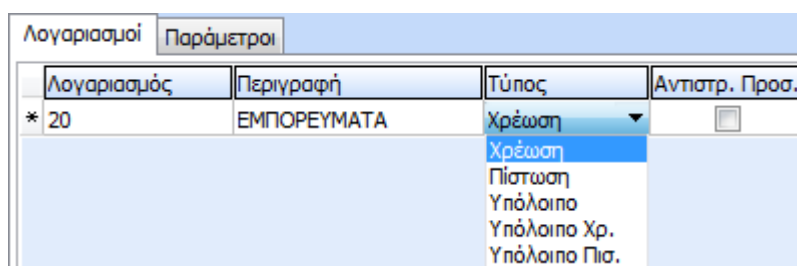 Λογαριασμοί Παράμετροι
Λογαριασμός Περιγραφή Τύπος Αντιστρ. Προσ.
* 20 ΕΜΠΟΡΕΥΜΑΤΑ Χρέωση
Χρέωση
Πίστωση
Υπόλοιπο
Υπόλοιπο Χρ.
Υπόλοιπο Πισ.